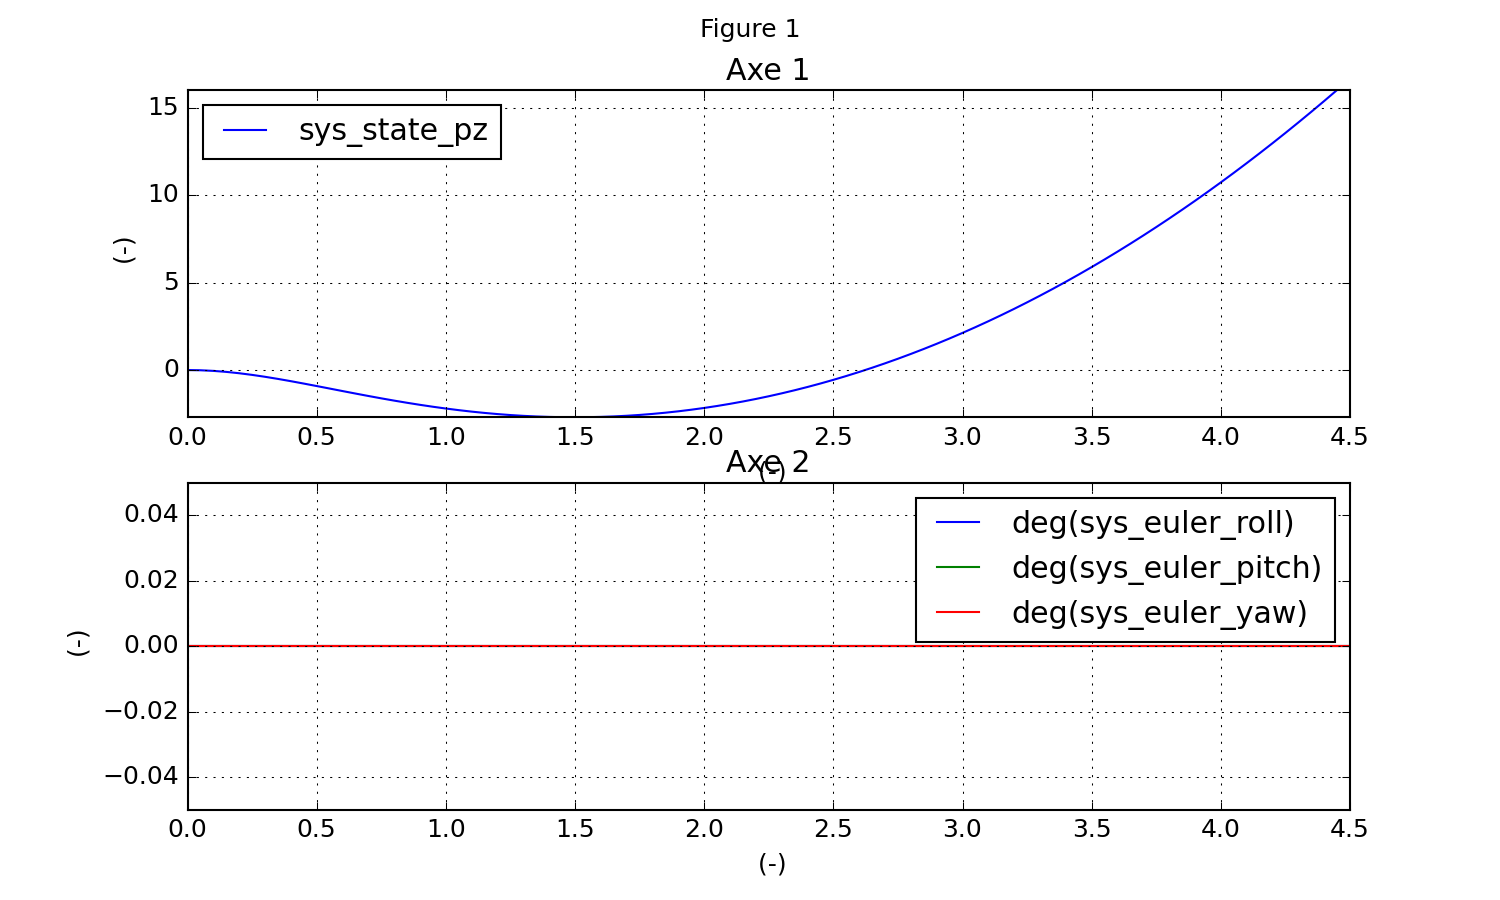 Figure 1
Axe 1
15
10
5
0
(-)
sys_state_pz
0.0 0.5 1.0 1.5 2.0 2.5 3.0 3.5 4.0 4.5
(-)
Axe 2
0.04
0.02
0.00
−0.02
−0.04
(-)
deg(sys_euler_roll)
deg(sys_euler_pitch)
deg(sys_euler_yaw)
0.0 0.5 1.0 1.5 2.0 2.5 3.0 3.5 4.0 4.5
(-)